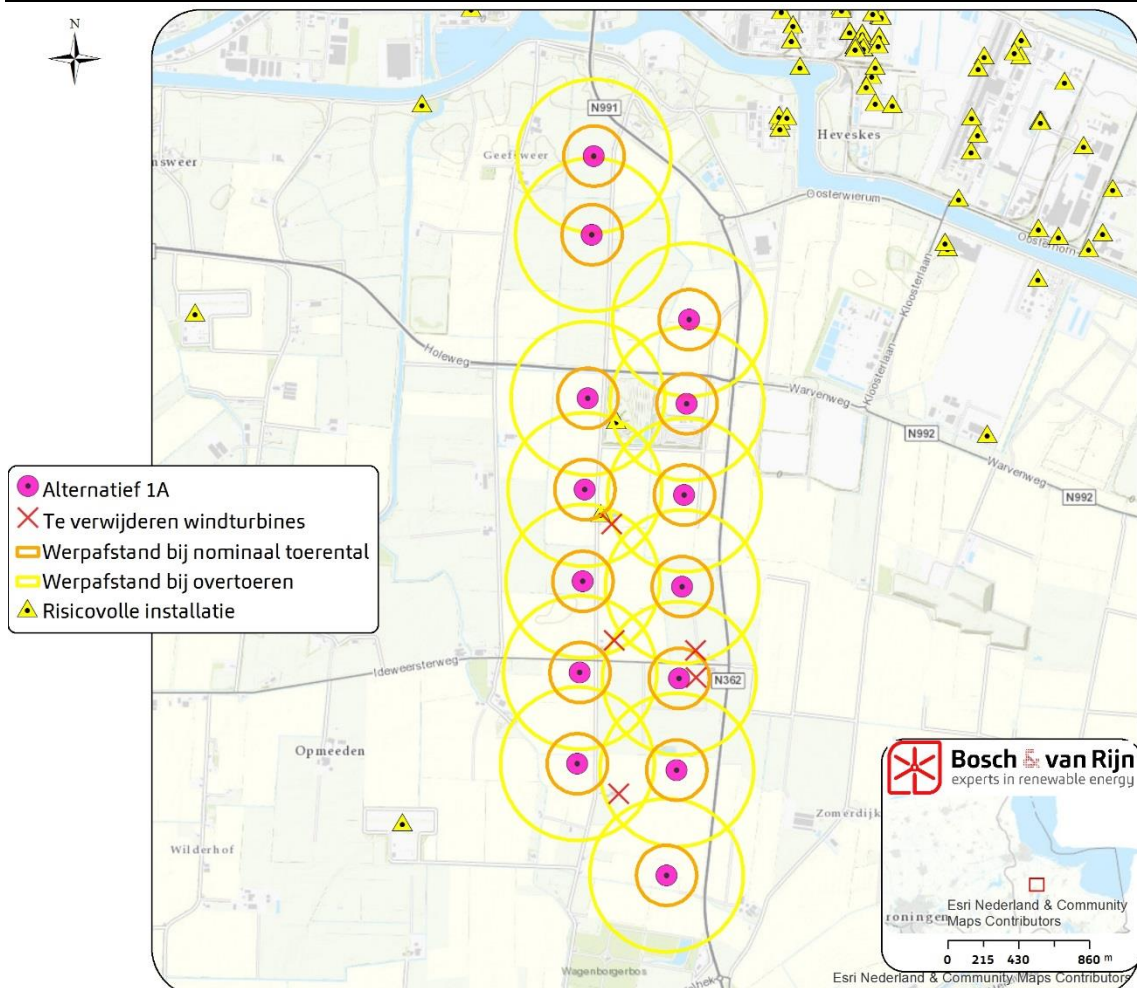 N
N991
Geefsweer
Heveskes
Oosterwierum
Oosterhorn
Kloosterlaan
Holeweg
Warvenweg
Kloosterlaan
N992
Warvenweg
N992
Alternatief 1A
Te verwijderen windturbines
Werpafstand bij nominaal toerental
Werpafstand bij overtoeren
Risicovolle installatie
Ideweersterweg
N362
Opmeeden
Wilderhof
Zomerdijk
Wagenborgerbos
Bosch & van Rijn
experts in renewable energy
Esri Nederland & Community
Maps Contributors
0 215 430 860 m
Esri Nederland & Community Maps Contributors